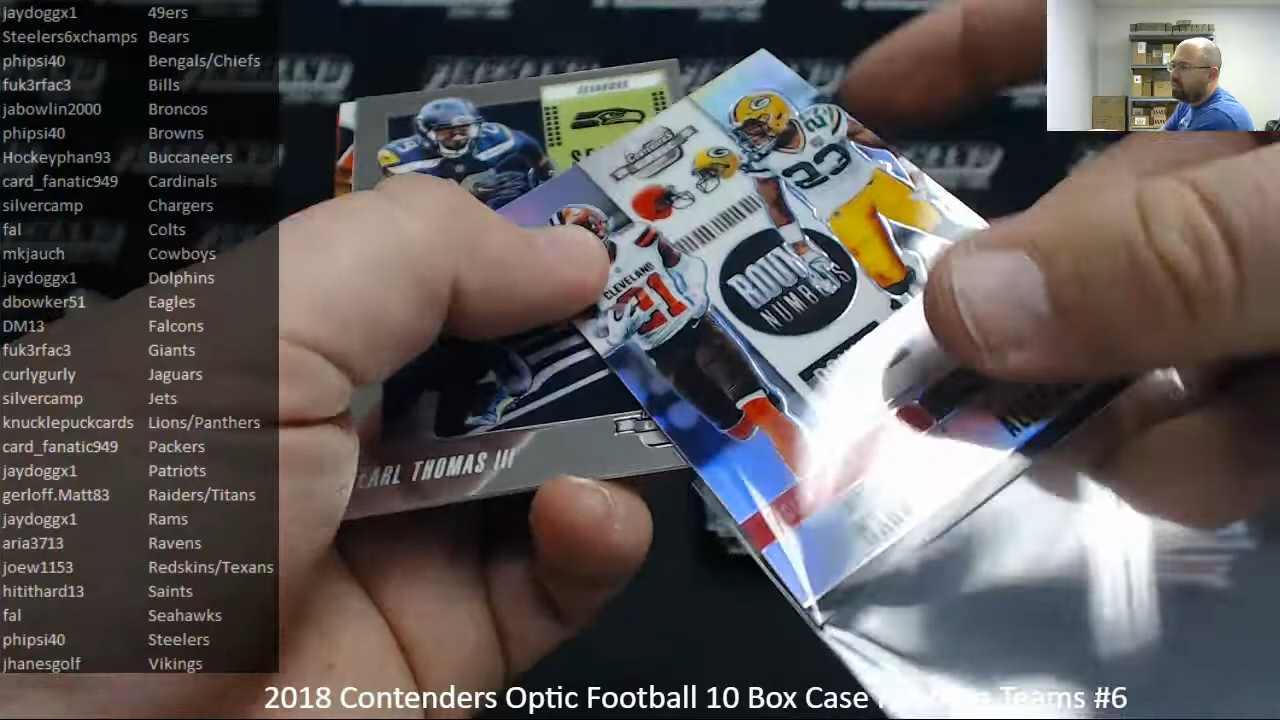 jaydoggx1 49ers
Steelers6xchamps Bears
phipsi40 Bengals/Chiefs
fuk3rfac3 Bills
jabowlin2000 Broncos
phipsi40 Browns
Hockeyphan93 Buccaneers
card_fanatic949 Cardinals
silvercamp Chargers
fal Colts
mkjauch Cowboys
jaydoggx1 Dolphins
dbowker51 Eagles
DM13 Falcons
fuk3rfac3 Giants
curlygurly Jaguars
silvercamp Jets
knucklepuckcards Lions/Panthers
card_fanatic949 Packers
jaydoggx1 Patriots
gerloff.Matt83 Raiders/Titans
jaydoggx1 Rams
aria3713 Ravens
joew1153 Redskins/Texans
hitithard13 Saints
fal Seahawks
phipsi40 Steelers
jhanesgolf Vikings
23
CLEVELAND
21
NUMBERS
EARL THOMAS III
2018 Contenders Optic Football 10 Box Case Teams #6